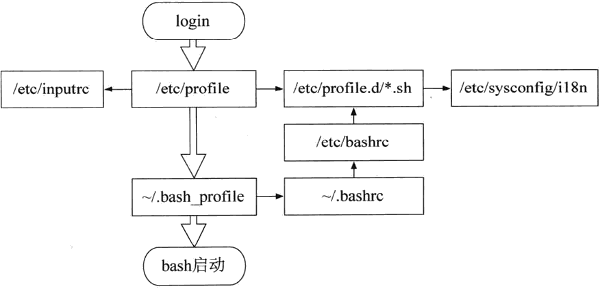 login
/etc/inputrc
/etc/profile
/etc/profile.d/*.sh
/etc/sysconfig/i18n
/etc/bashrc
~/.bash_profile
~/.bashrc
bash启动